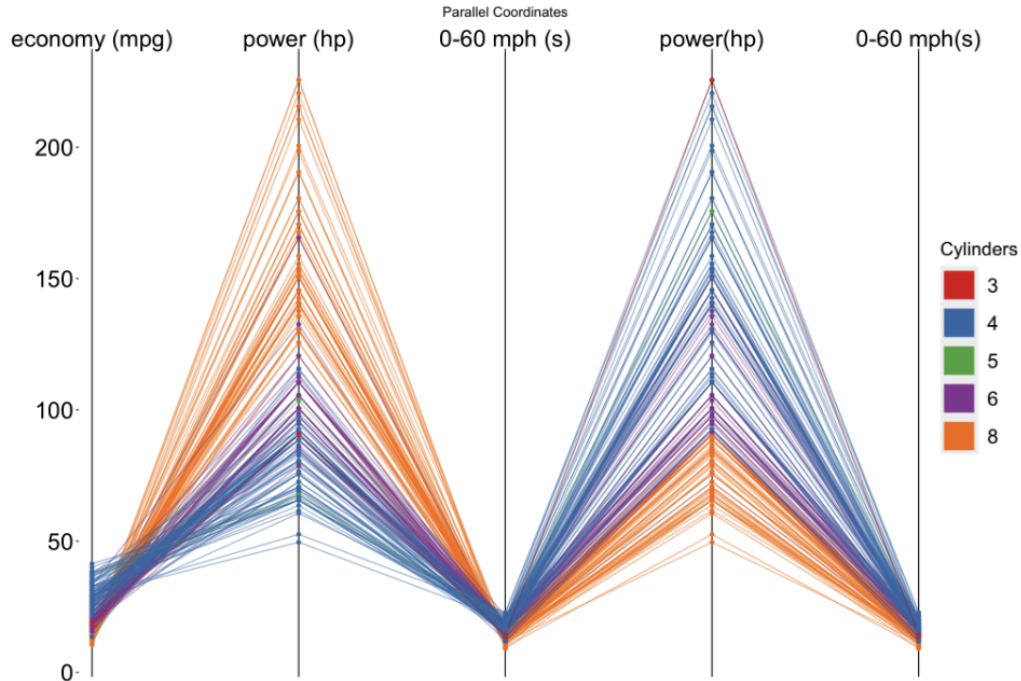 Parallel Coordinates
economy (mpg)
power (hp)
0-60 mph (s)
power(hp)
0-60 mph(s)
200
150
100
50
0
Cylinders
3
4
5
6
8